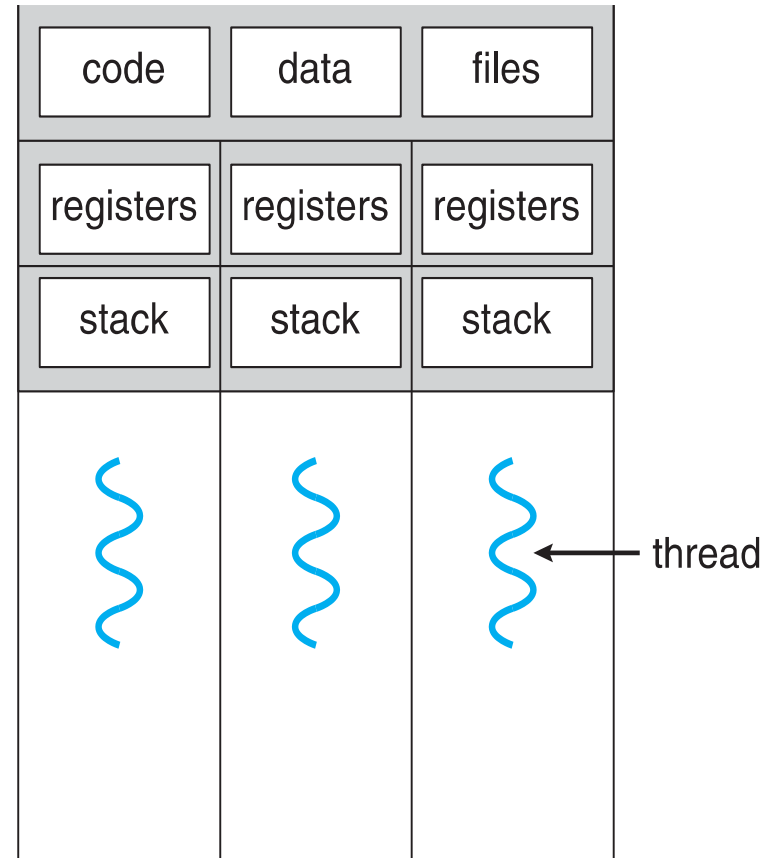 code data files
registers registers registers
stack stack stack
thread